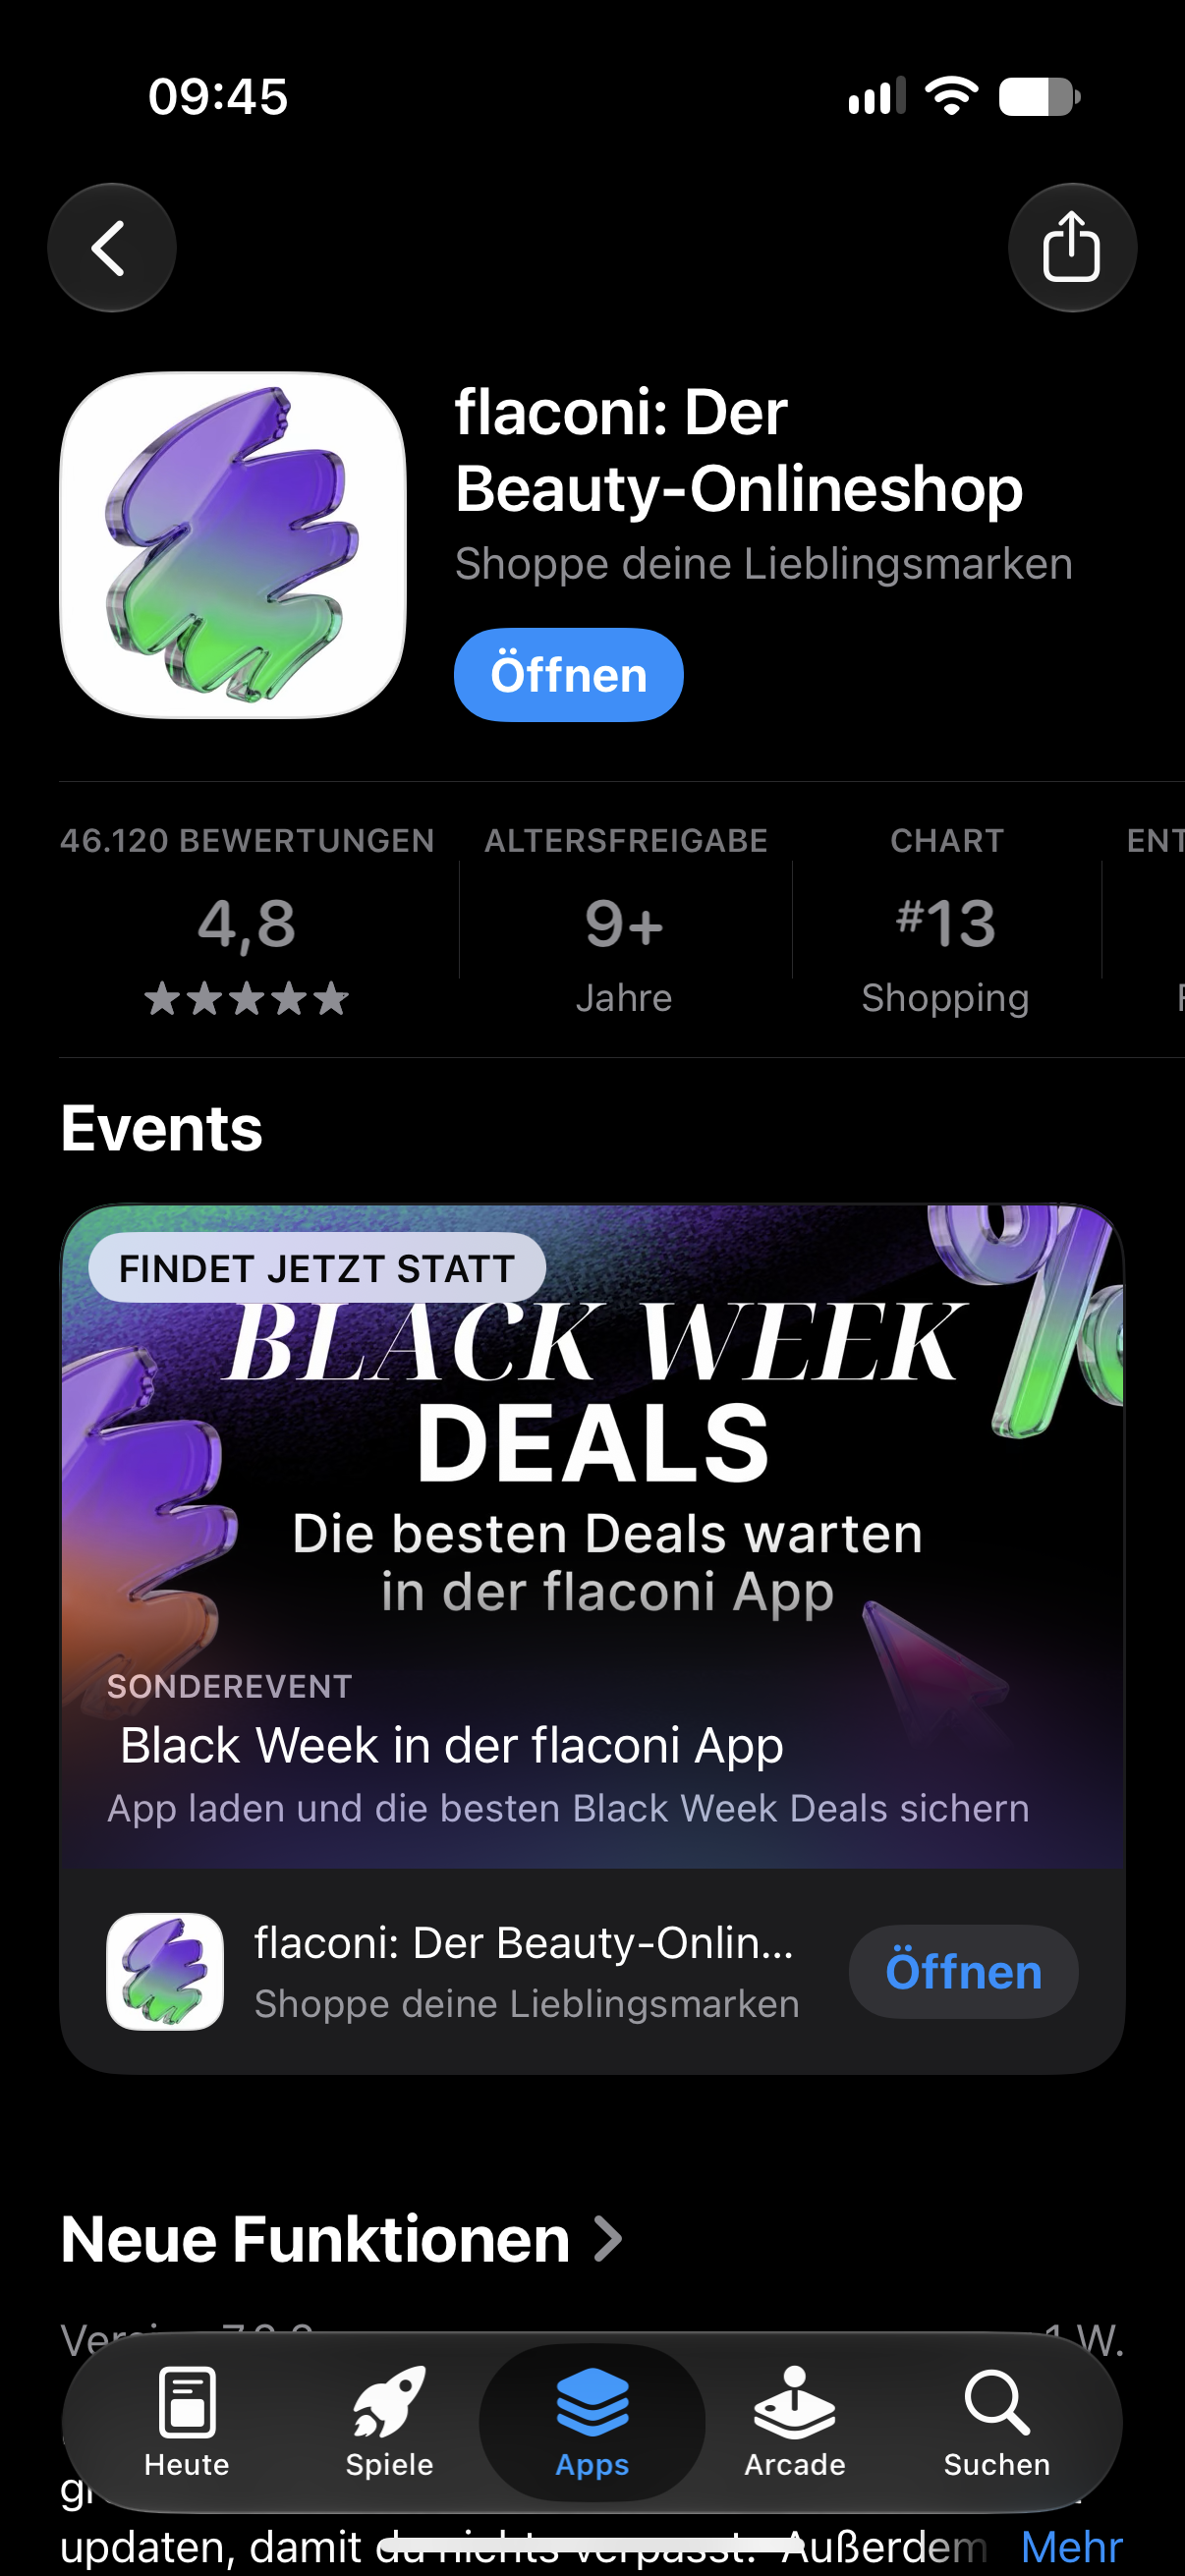 09:45
flaconi: Der
Beauty-Onlineshop
Shoppe deine Lieblingsmarken
Öffnen
46.120 BEWERTUNGEN
4,8
ALTERSFREIGABE
9+
Jahre
CHART
#13
Shopping
Events
FINDET JETZT STATT
BLACK WEEK
DEALS
Die besten Deals warten
in der flaconi App
SONDEREVENT
Black Week in der flaconi App
App laden und die besten Black Week Deals sichern
flaconi: Der Beauty-Onlin...
Shoppe deine Lieblingsmarken
Öffnen
Neue Funktionen
1 W.
Heute
Spiele
Apps
Arcade
Suchen
updaten, damit du nichts verpasst. Außerdem Mehr